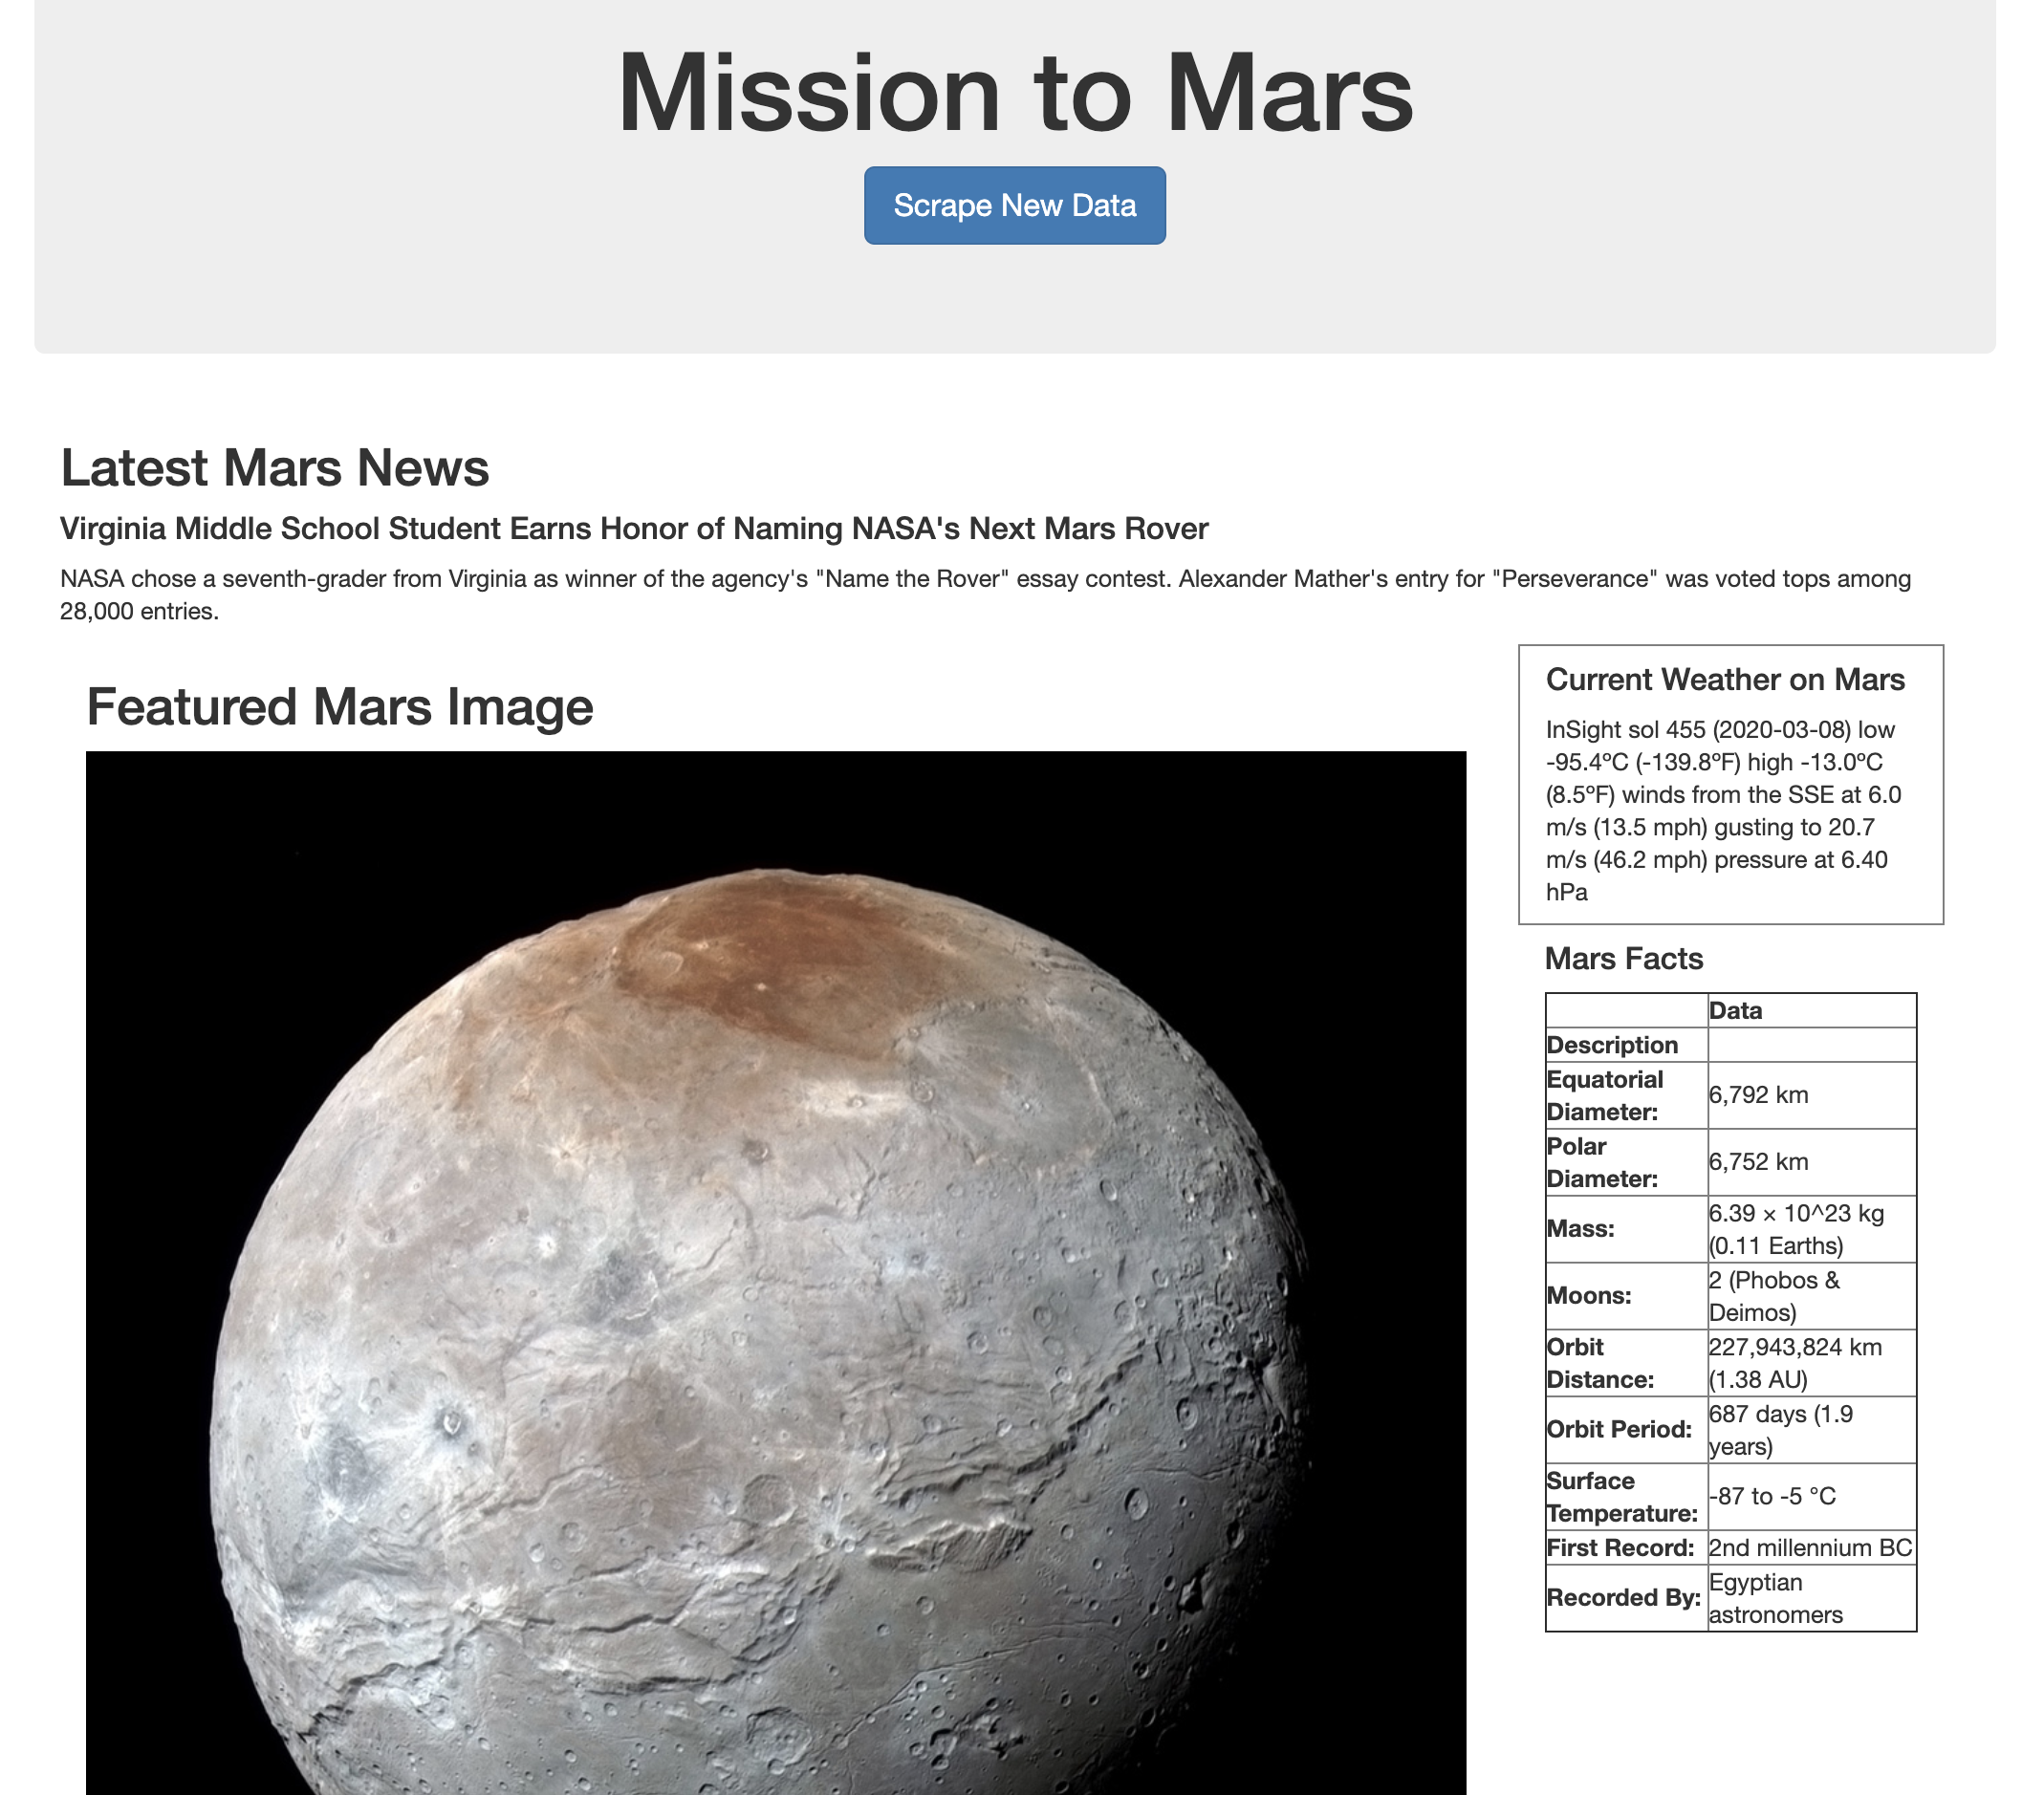 Mission to Mars
Scrape New Data
Latest Mars News
Virginia Middle School Student Earns Honor of Naming NASA's Next Mars Rover
NASA chose a seventh-grader from Virginia as winner of the agency's "Name the Rover" essay contest. Alexander Mather's entry for "Perseverance" was voted tops among
28,000 entries.
Featured Mars Image
Current Weather on Mars
InSight sol 455 (2020-03-08) low
-95.4ºC (-139.8ºF) high -13.0ºC
(8.5ºF) winds from the SSE at 6.0
m/s (13.5 mph) gusting to 20.7
m/s (46.2 mph) pressure at 6.40
hPa
Mars Facts
Data
Description
Equatorial
Diameter:
6,792 km
Polar
Diameter:
6,752 km
Mass:
6.39 × 10^23 kg
(0.11 Earths)
Moons:
2 (Phobos &
Deimos)
Orbit
Distance:
227,943,824 km
(1.38 AU)
Orbit Period:
687 days (1.9
years)
Surface
Temperature:
-87 to -5 °C
First Record:
2nd millennium BC
Recorded By:
Egyptian
astronomers